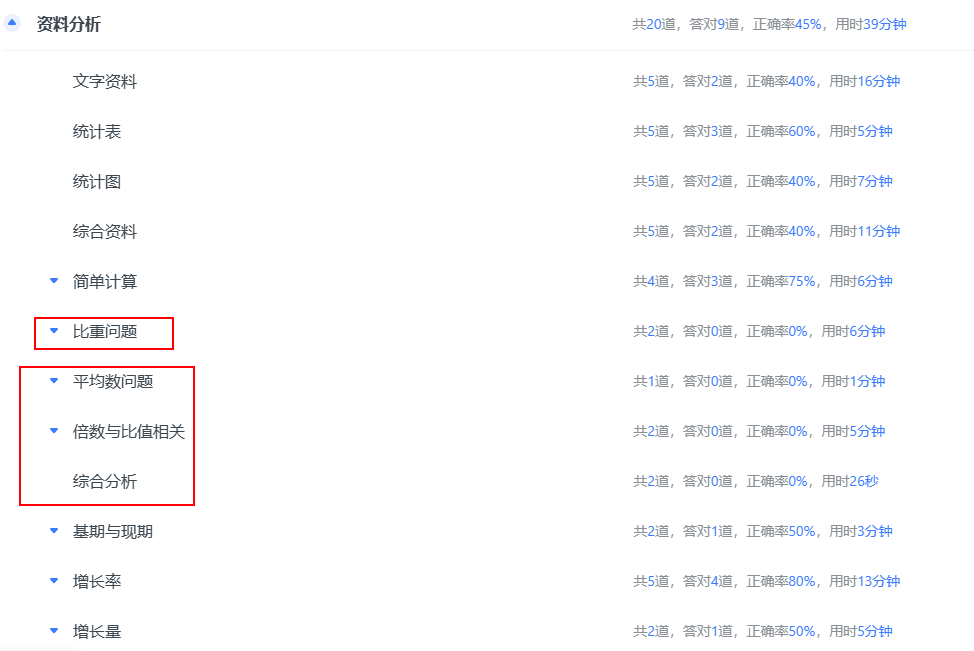 资料分析 共20道，答对9道，正确率45%，用时39分钟
文字资料 共5道，答对2道，正确率40%，用时16分钟
统计表 共5道，答对3道，正确率60%，用时5分钟
统计图 共5道，答对2道，正确率40%，用时7分钟
综合资料 共5道，答对2道，正确率40%，用时11分钟
简单计算 共4道，答对3道，正确率75%，用时6分钟
比重问题 共2道，答对0道，正确率0%，用时6分钟
平均数问题 共1道，答对0道，正确率0%，用时1分钟
倍数与比值相关 共2道，答对0道，正确率0%，用时5分钟
综合分析 共2道，答对0道，正确率0%，用时26秒
基期与现期 共2道，答对1道，正确率50%，用时3分钟
增长率 共5道，答对4道，正确率80%，用时13分钟
增长量 共2道，答对1道，正确率50%，用时5分钟